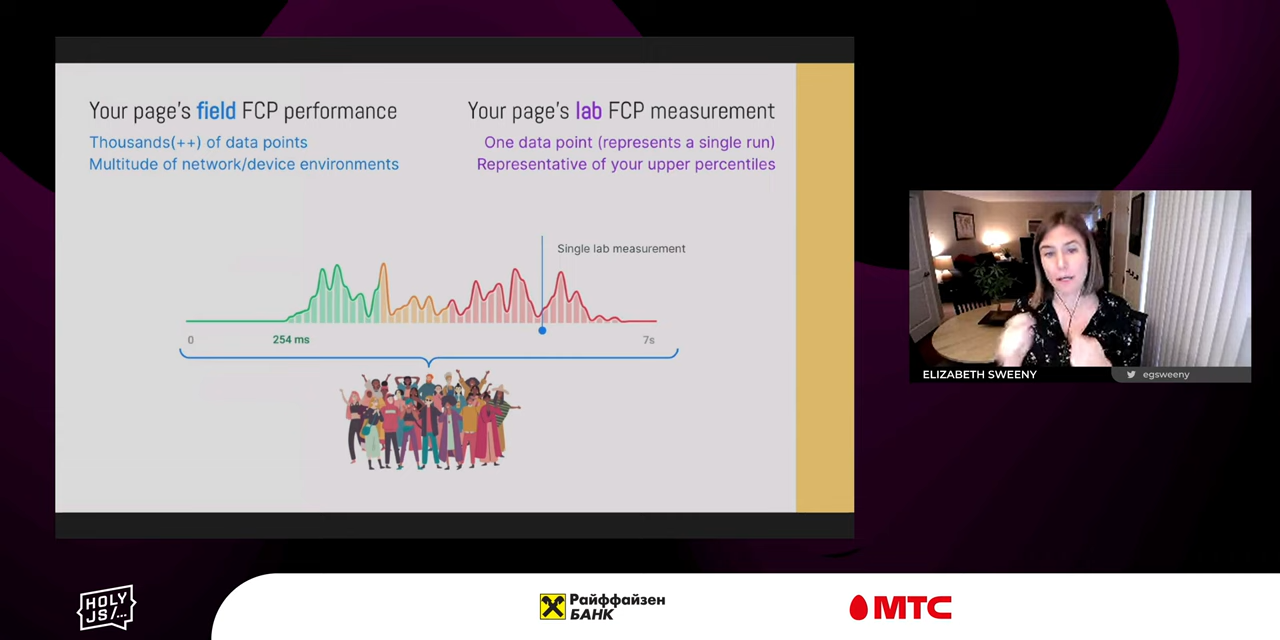 Your page's field FCP performance
Thousands(++) of data points
Multitude of network/device environments
Your page's lab FCP measurement
One data point (represents a single run)
Representative of your upper percentiles
Single lab measurement
0
254 ms
7s
ELIZABETH SWEENY
egsweeny
HOLY
JS/...
Райффайзен
БАНК
МТС